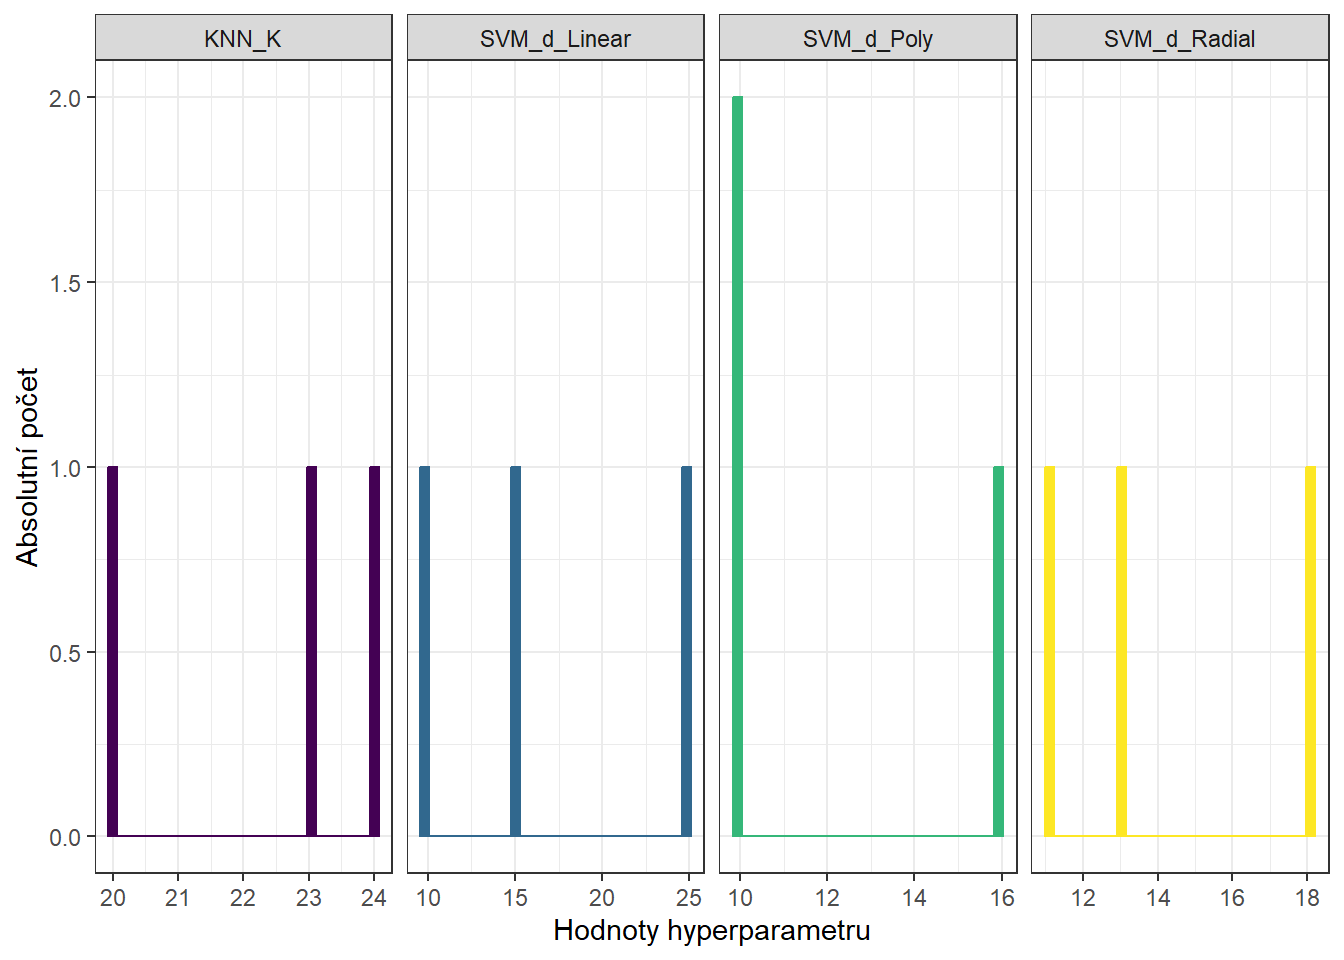 KNN_K SVM_d_Linear SVM_d_Poly SVM_d_Radial
2.0
1.5
1.0
0.5
0.0
Absolutní počet
20 21 22 23 24 10 15 20 25 10 12 14 16 12 14 16 18
Hodnoty hyperparametru